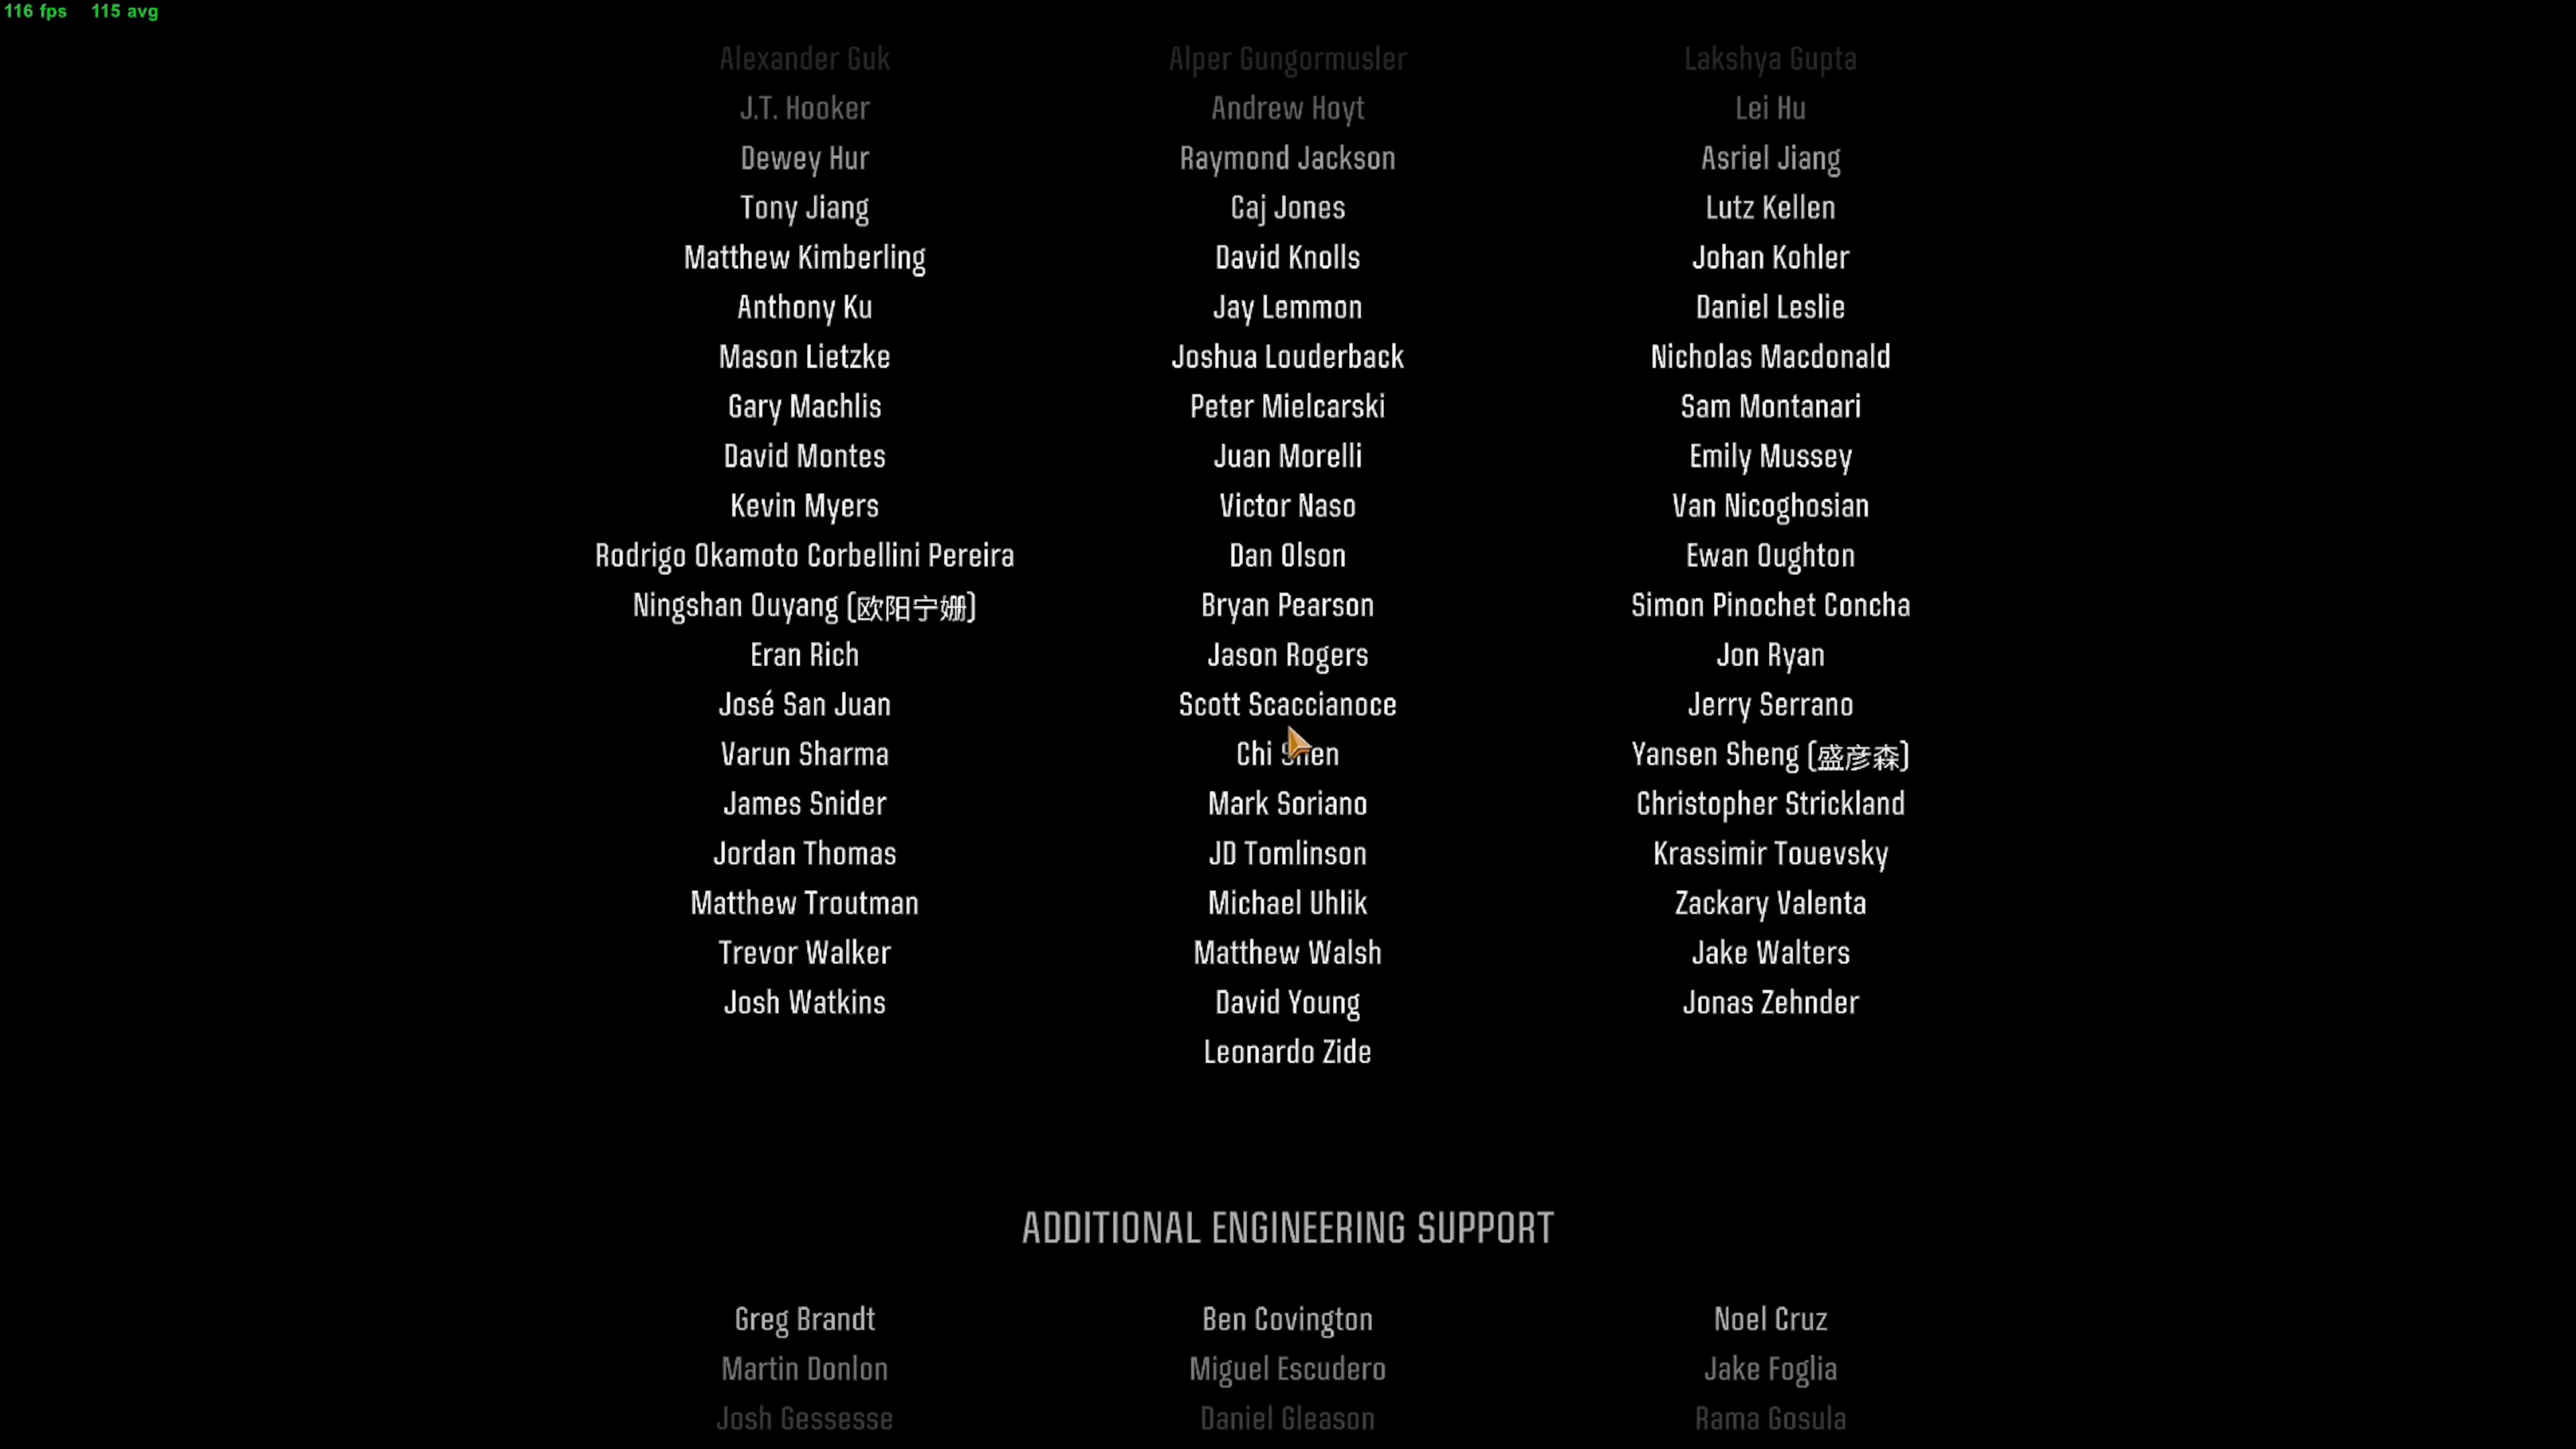 116 fps 115 avg
Alexander Guk Alper Gungormusler Lakshya Gupta
J.T. Hooker Andrew Hoyt Lei Hu
Dewey Hur Raymond Jackson Asriel Jiang
Tony Jiang Caj Jones Lutz Kellen
Matthew Kimberling David Knolls Johan Kohler
Anthony Ku Jay Lemmon Daniel Leslie
Mason Lietzke Joshua Louderback Nicholas Macdonald
Gary Machlis Peter Mielcarski Sam Montanari
David Montes Juan Morelli Emily Mussey
Kevin Myers Victor Naso Van Nicoghosian
Rodrigo Okamoto Corbellini Pereira Dan Olson Ewan Oughton
Ningshan Ouyang (欧阳宁姗) Bryan Pearson Simon Pinochet Concha
Eran Rich Jason Rogers Jon Ryan
José San Juan Scott Scaccianoce Jerry Serrano
Varun Sharma Chi Shen Yansen Sheng (盛彦森)
James Snider Mark Soriano Christopher Strickland
Jordan Thomas JD Tomlinson Krassimir Touevsky
Matthew Troutman Michael Uhlik Zackary Valenta
Trevor Walker Matthew Walsh Jake Walters
Josh Watkins David Young Jonas Zehnder
Leonardo Zide
ADDITIONAL ENGINEERING SUPPORT
Greg Brandt Ben Covington Noel Cruz
Martin Donlon Miguel Escudero Jake Foglia
Josh Gessesse Daniel Gleason Rama Gosula